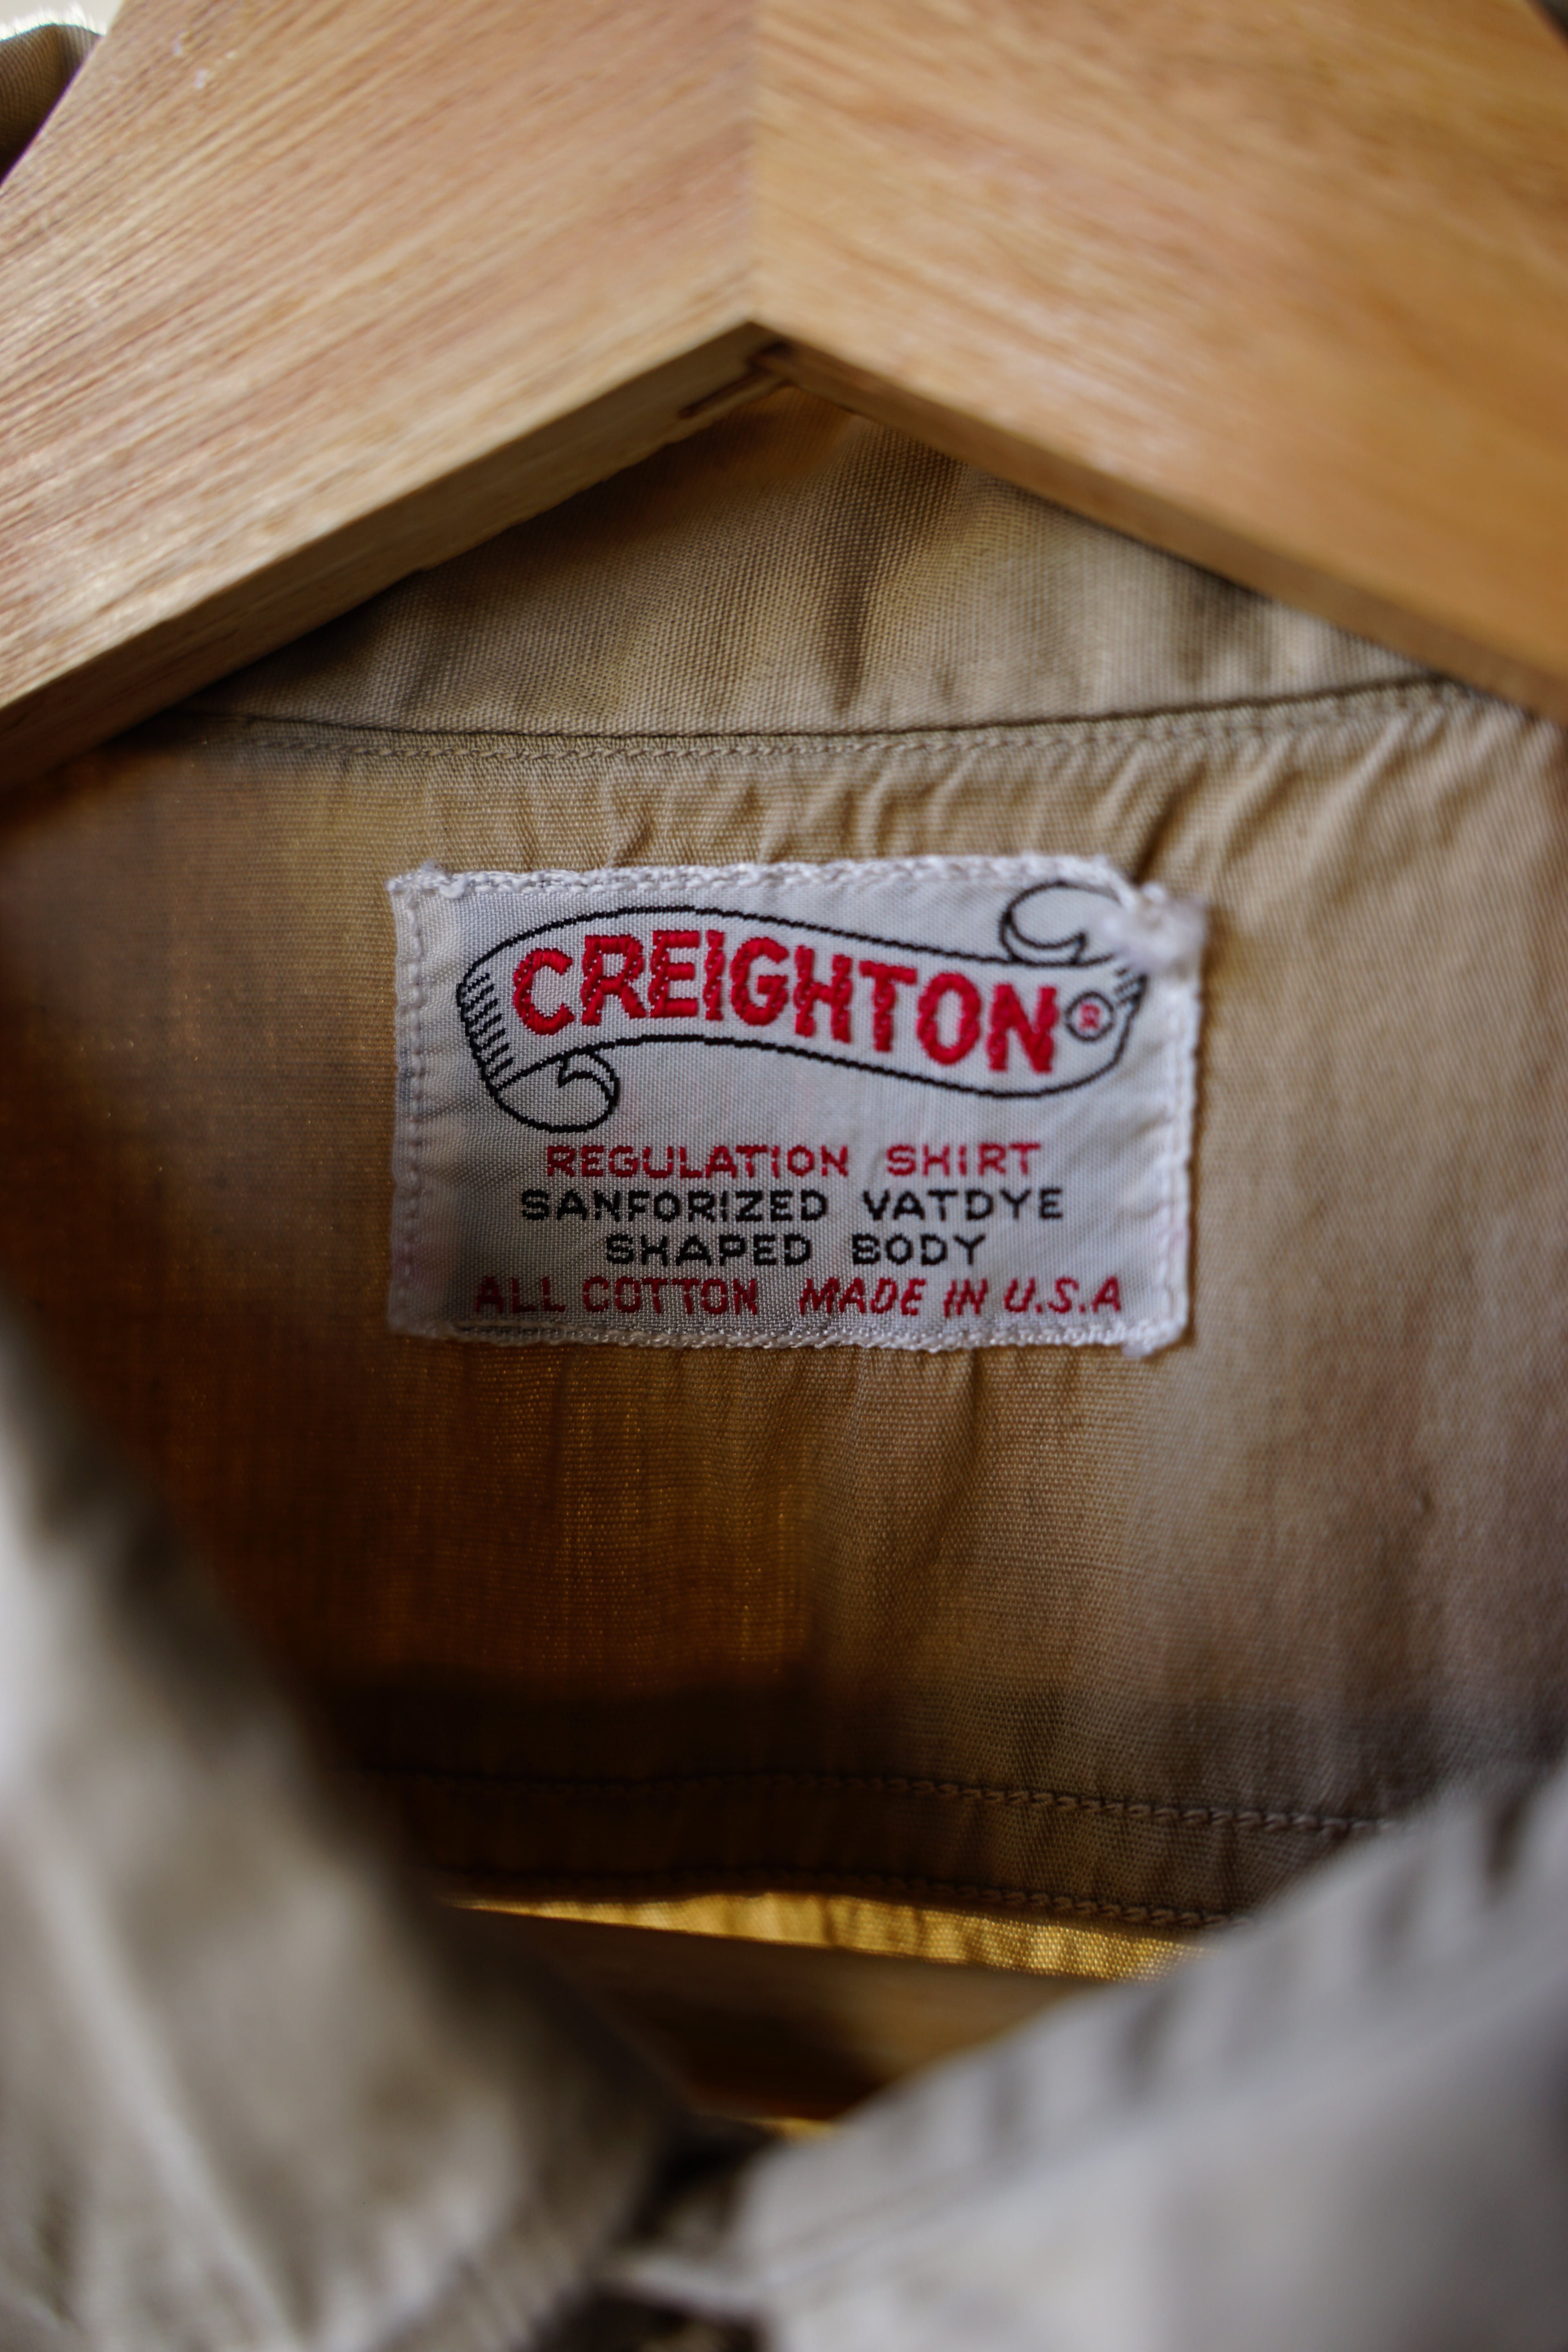 CREIGHTON®
REGULATION SHIRT
SANFORIZED VATDYE
SHAPED BODY
ALL COTTON MADE IN U.S.A